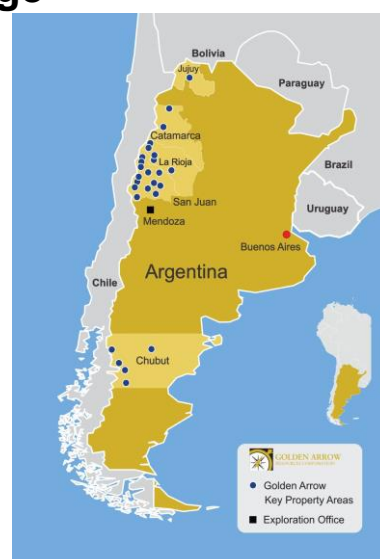 Bolivia
Jujuy
Paraguay
Catamarca
La Rioja
Brazil
San Juan
Uruguay
Mendoza
Buenos Aires
Argentina
Chile
Chubut
GOLDEN ARROW
Golden Arrow
Key Property Areas
Exploration Office